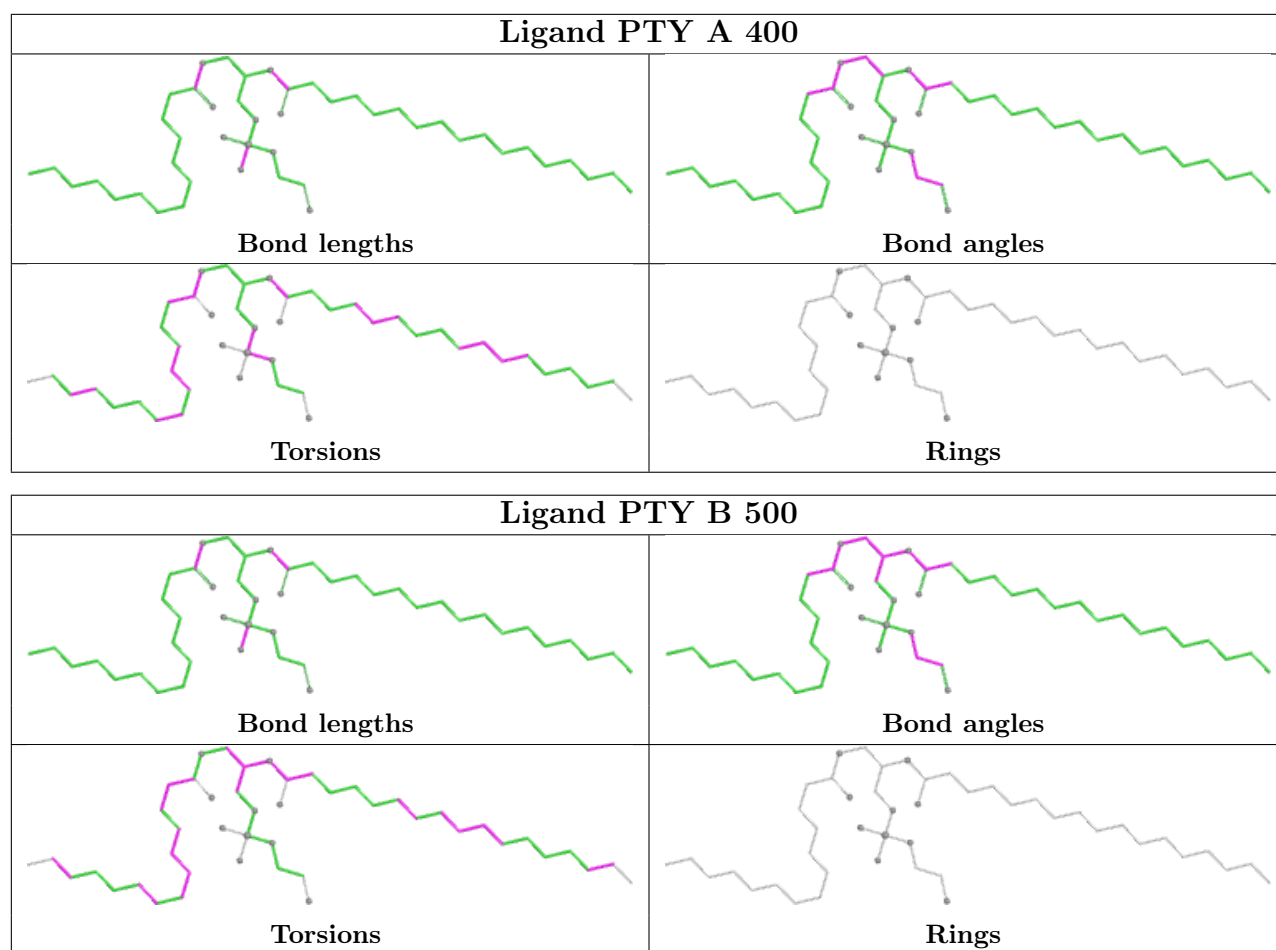 Ligand PTY A 400
Bond lengths
Bond angles
Torsions
Rings
Ligand PTY B 500
Bond lengths
Bond angles
Torsions
Rings